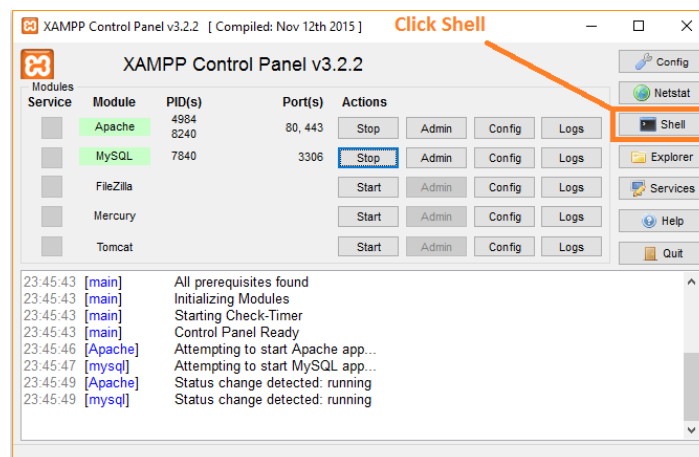 XAMPP Control Panel v3.2.2 [ Compiled: Nov 12th 2015 ]
Click Shell
XAMPP Control Panel v3.2.2
Config
Modules
Service Module PID(s) Port(s) Actions
Netstat
Apache 4984 8240 80, 443 Stop Admin Config Logs
Shell
MySQL 7840 3306 Stop Admin Config Logs
Explorer
FileZilla Start Admin Config Logs
Services
Mercury Start Admin Config Logs
Help
Tomcat Start Admin Config Logs
Quit
23:45:43 [main] All prerequisites found
23:45:43 [main] Initializing Modules
23:45:43 [main] Starting Check-Timer
23:45:43 [main] Control Panel Ready
23:45:46 [Apache] Attempting to start Apache app...
23:45:47 [mysql] Attempting to start MySQL app...
23:45:49 [Apache] Status change detected: running
23:45:49 [mysql] Status change detected: running